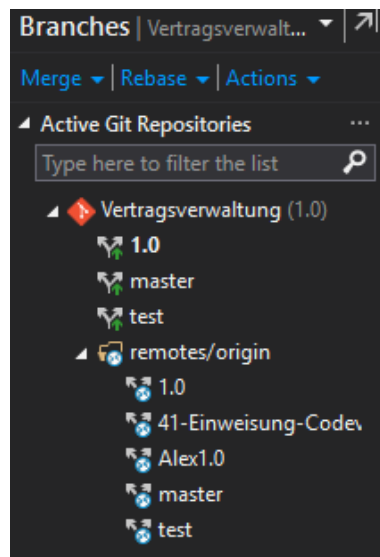 Branches | Vertragsverwalt...
Merge | Rebase | Actions
Active Git Repositories ...
Type here to filter the list
Vertragsverwaltung (1.0)
1.0
master
test
remotes/origin
1.0
41-Einweisung-Codev
Alex1.0
master
test